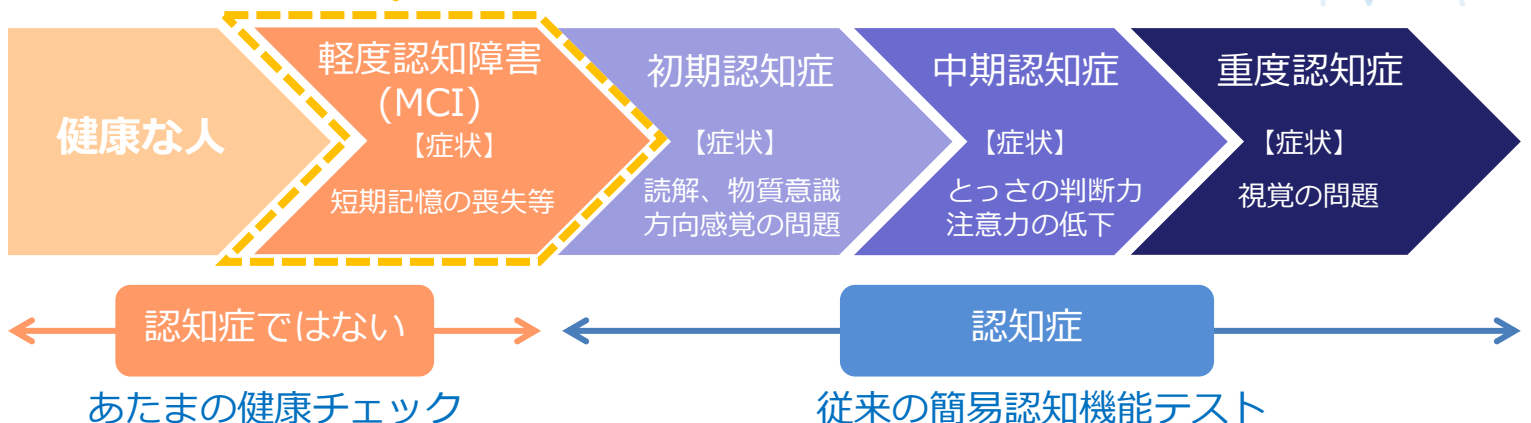 健康な人
軽度認知障害
(MCI)
【症状】
短期記憶の喪失等
初期認知症
【症状】
読解、物質意識
方向感覚の問題
中期認知症
【症状】
とっさの判断力
注意力の低下
重度認知症
【症状】
視覚の問題
認知症ではない
認知症
あたまの健康チェック
従来の簡易認知機能テスト